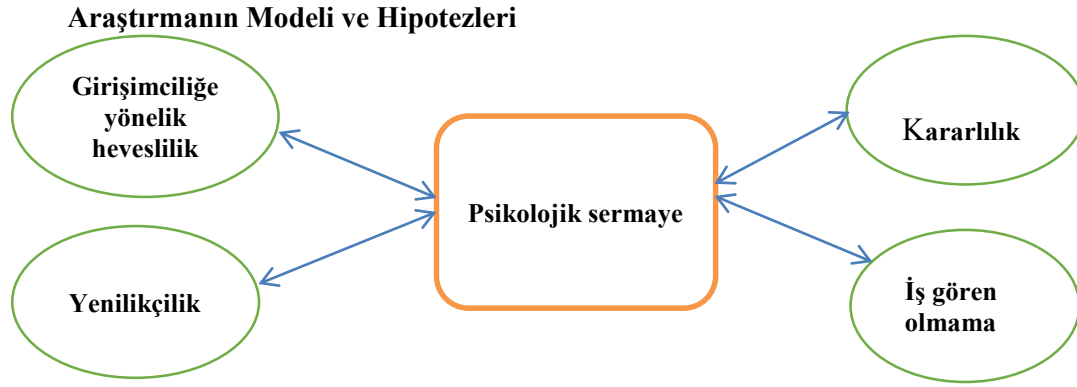 Araştırmanın Modeli ve Hipotezleri
Girişimciliğe
yönelik
heveslilik
Kararlılık
Psikolojik sermaye
Yenilikçilik
İş gören
olmama